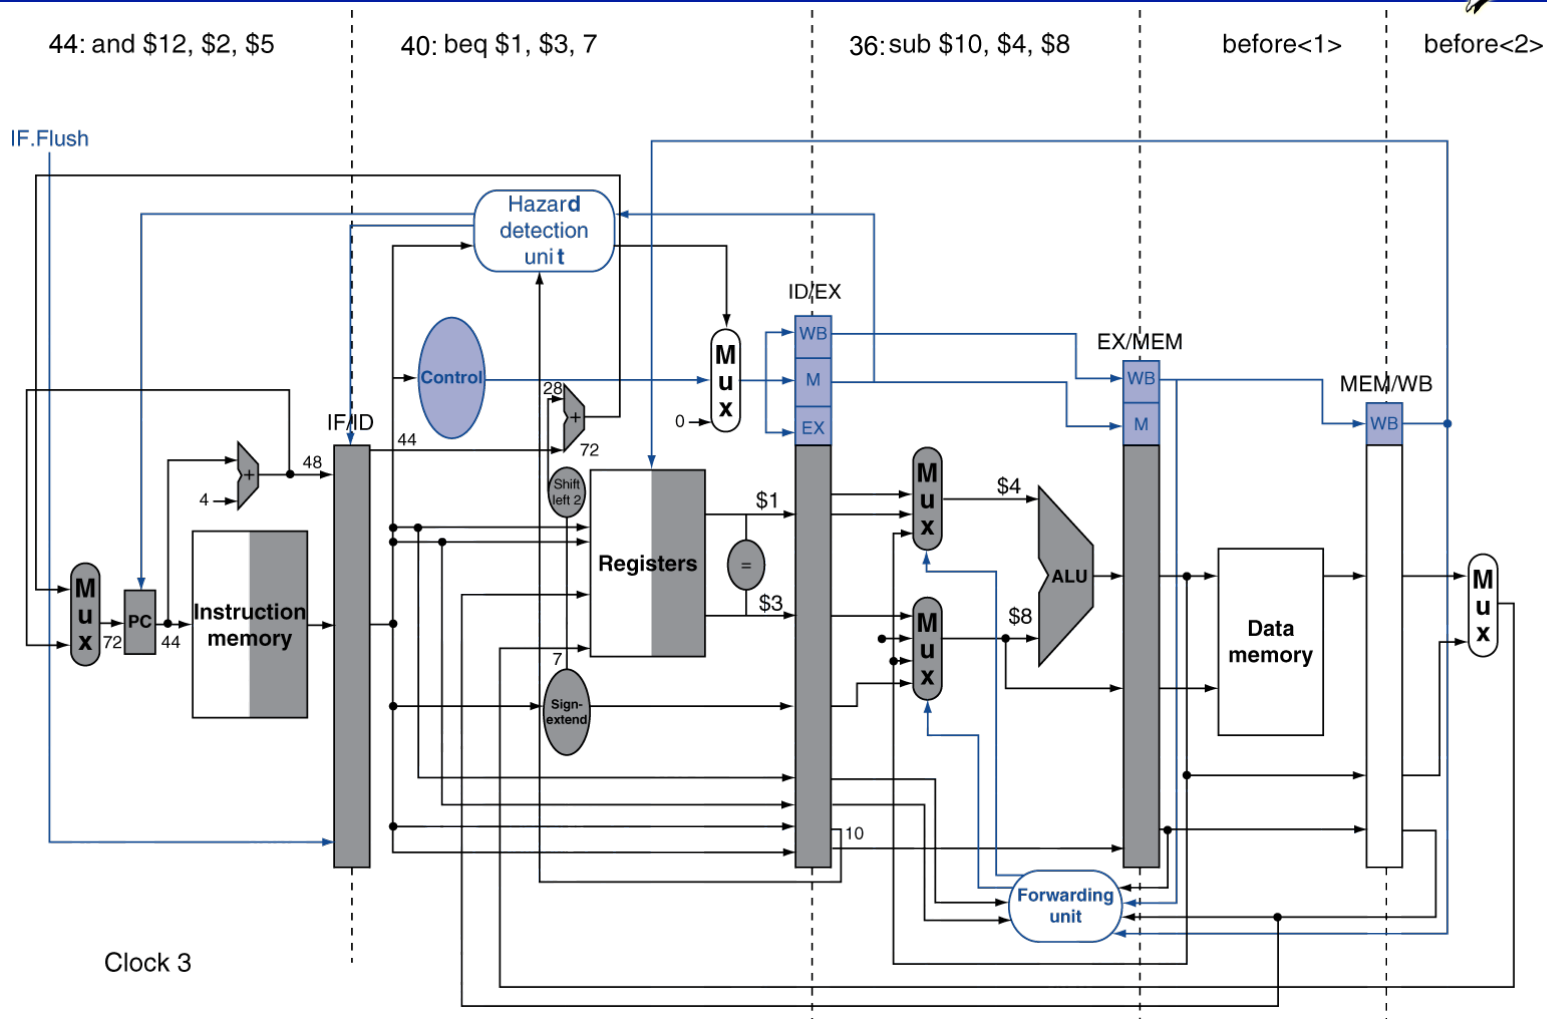 44: and $12, $2, $5
40: beq $1, $3, 7
36: sub $10, $4, $8
before<1>
before<2>
IF.Flush
Hazard
detection
unit
ID/EX
WB
M
EX
EX/MEM
WB
M
MEM/WB
WB
Control
M
u
x
0
28
+
72
IF/ID
44
48
+
4
Shift
left 2
M
u
x
72
PC
44
Instruction
memory
Registers
$1
=
$3
7
Sign-
extend
M
u
x
$4
M
u
x
$8
ALU
Data
memory
M
u
x
10
Forwarding
unit
Clock 3